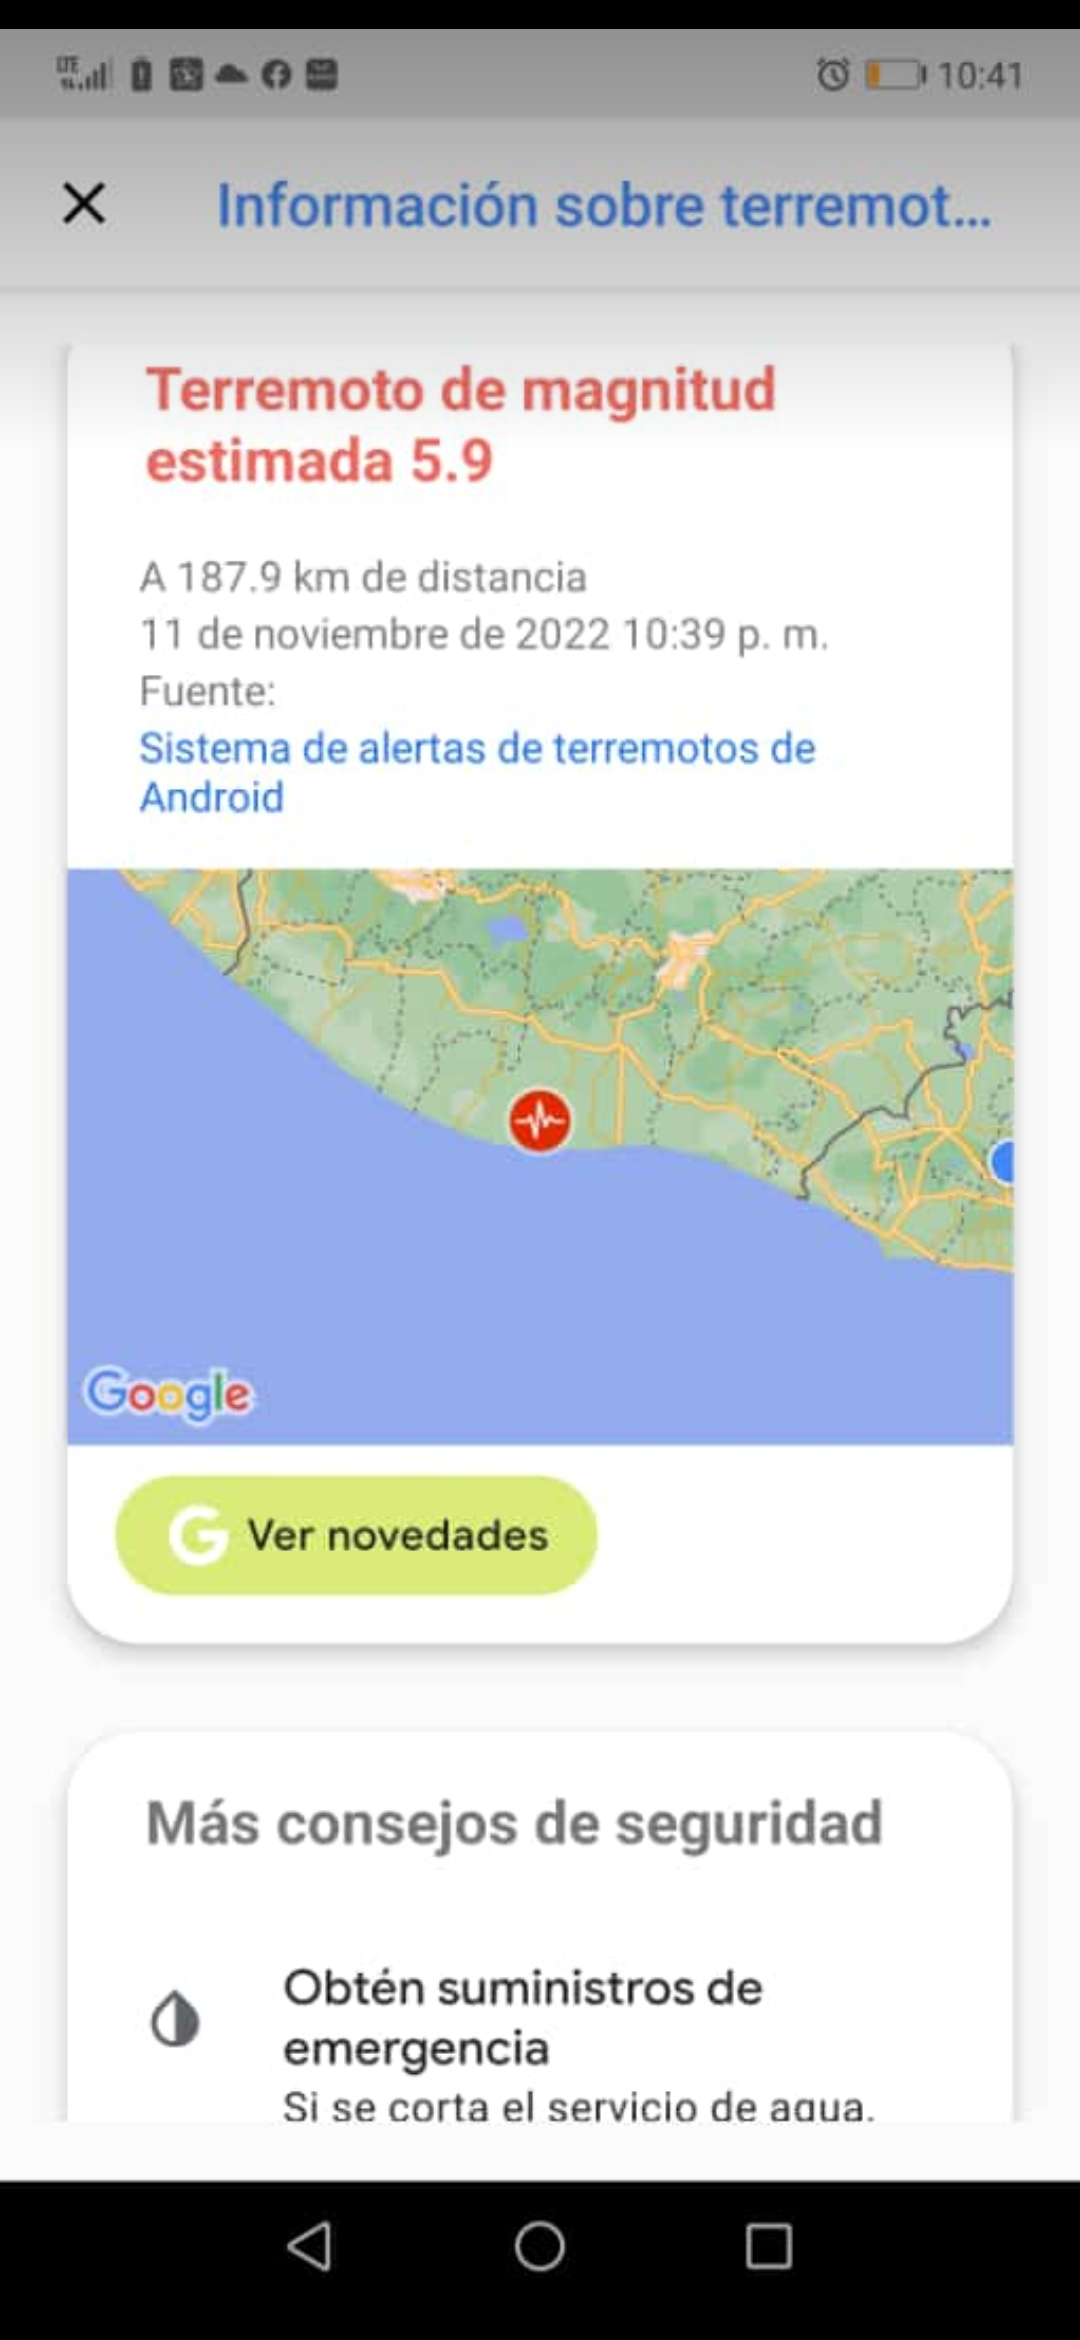 LTE
10:41
Información sobre terremot...
Terremoto de magnitud
estimada 5.9
A 187.9 km de distancia
11 de noviembre de 2022 10:39 p. m.
Fuente:
Sistema de alertas de terremotos de
Android
Google
G Ver novedades
Más consejos de seguridad
Obtén suministros de
emergencia
Si se corta el servicio de agua,